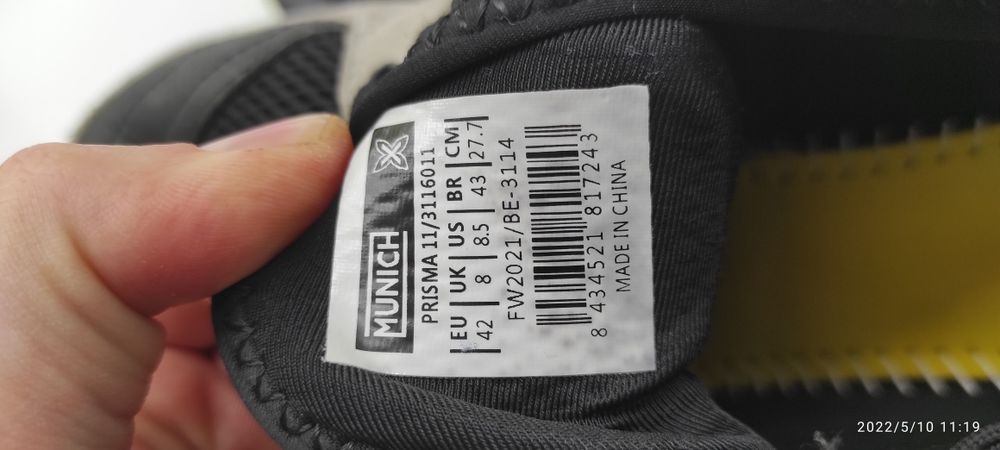 MUNICH
PRISMA 11/3116011
EU | UK | US | BR | CM
42 | 8 | 8.5 | 43 | 27.7
FW2021/BE-3114
8 434521 817243
MADE IN CHINA
2022/5/10 11:19